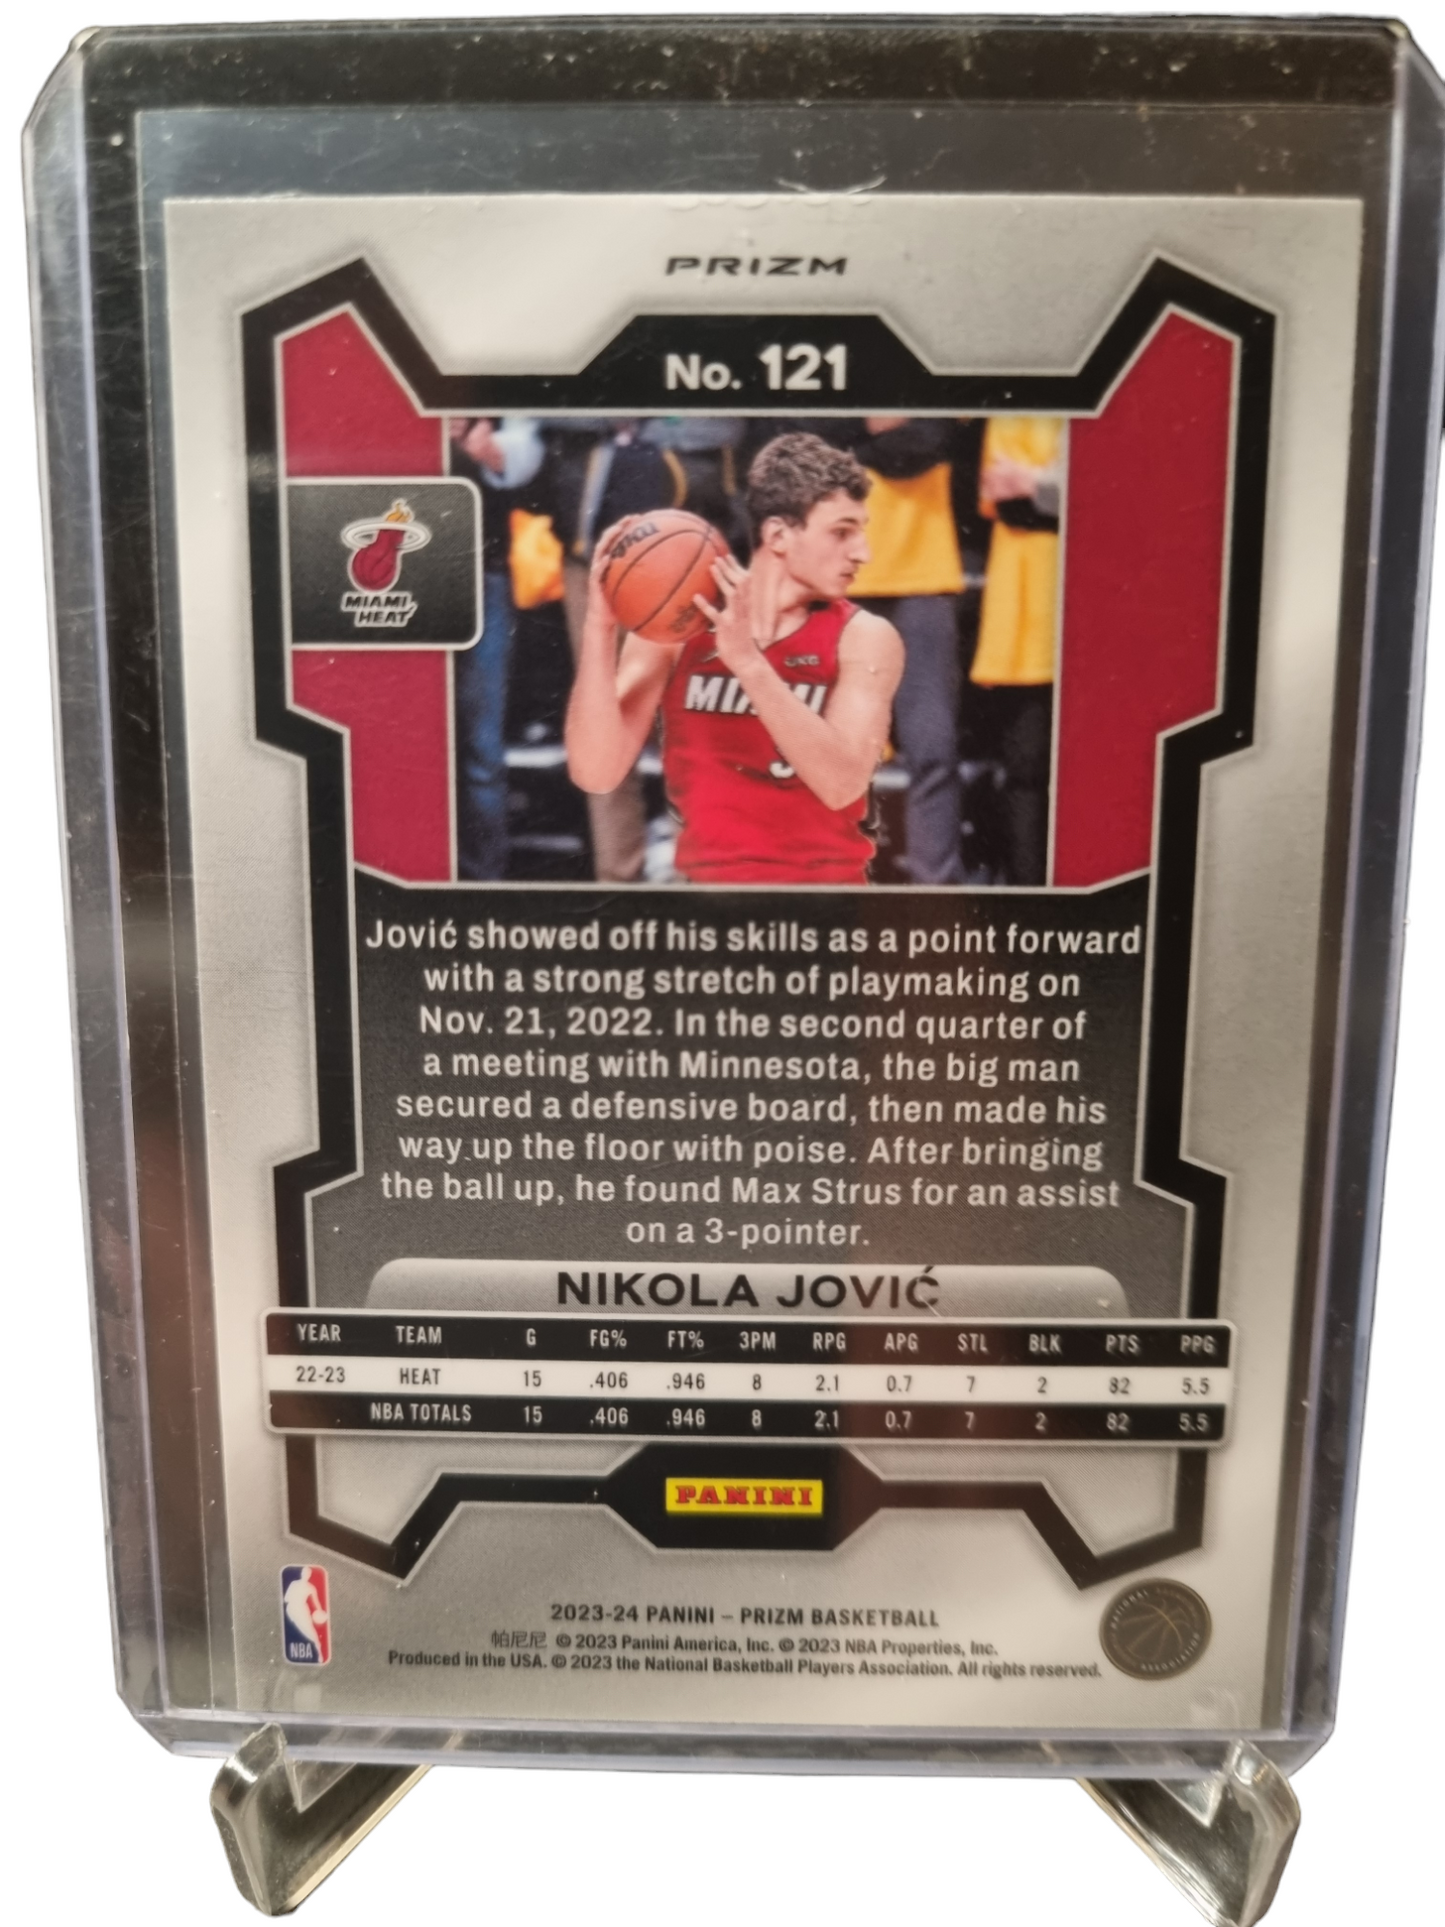 PRIZM
No. 121
MIAMI
HEAT
UKG
MIAMI
Jović showed off his skills as a point forward
with a strong stretch of playmaking on
Nov. 21, 2022. In the second quarter of
a meeting with Minnesota, the big man
secured a defensive board, then made his
way up the floor with poise. After bringing
the ball up, he found Max Strus for an assist
on a 3-pointer.
NIKOLA JOVIĆ
YEAR TEAM G FG% FT% 3PM RPG APG STL BLK PTS PPG
22-23 HEAT 15 .406 .946 8 2.1 0.7 7 2 82 5.5
NBA TOTALS 15 .406 .946 8 2.1 0.7 7 2 82 5.5
PANINI
NBA
2023-24 PANINI – PRIZM BASKETBALL
帕尼尼 © 2023 Panini America, Inc. © 2023 NBA Properties, Inc.
Produced in the USA. © 2023 the National Basketball Players Association. All rights reserved.
NATIONAL
ASSOCIATION